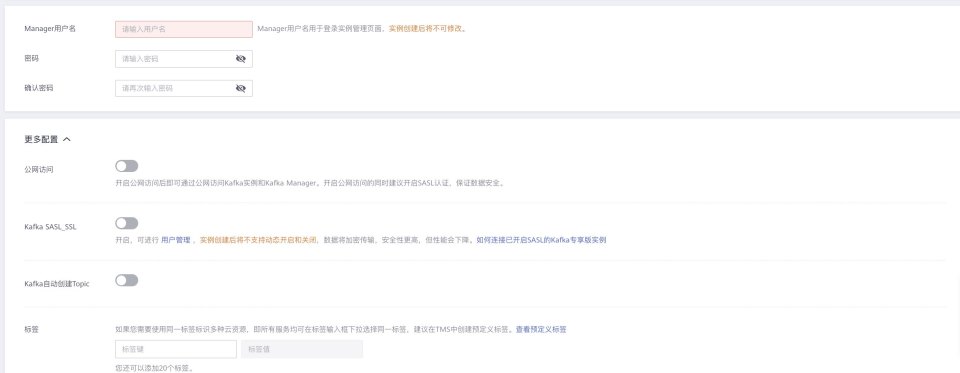 Manager用户名 请输入用户名 Manager用户名用于登录实例管理页面，实例创建后将不可修改。
密码 请输入密码
确认密码 请再次输入密码
更多配置
公网访问
开启公网访问后即可通过公网访问Kafka实例和Kafka Manager。开启公网访问的同时建议开启SASL认证，保证数据安全。
Kafka SASL_SSL
开启，可进行 用户管理 ，实例创建后将不支持动态开启和关闭，数据将加密传输，安全性更高，但性能会下降。如何连接已开启SASL的Kafka专享版实例
Kafka自动创建Topic
标签 如果您需要使用同一标签标识多种云资源，即所有服务均可在标签输入框下拉选择同一标签，建议在TMS中创建预定义标签。查看预定义标签
标签键 标签值
您还可以添加20个标签。